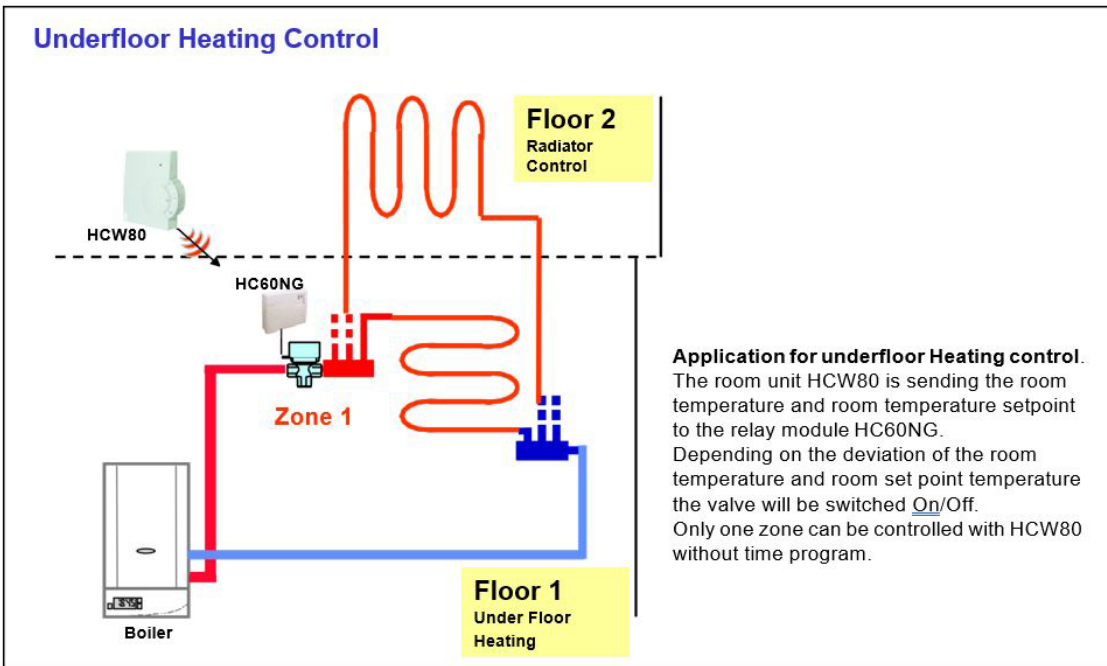 Underfloor Heating Control
Floor 2
Radiator
Control
HCW80
HC60NG
Zone 1
Application for underfloor Heating control.
The room unit HCW80 is sending the room
temperature and room temperature setpoint
to the relay module HC60NG.
Depending on the deviation of the room
temperature and room set point temperature
the valve will be switched On/Off.
Only one zone can be controlled with HCW80
without time program.
Floor 1
Under Floor
Heating
Boiler